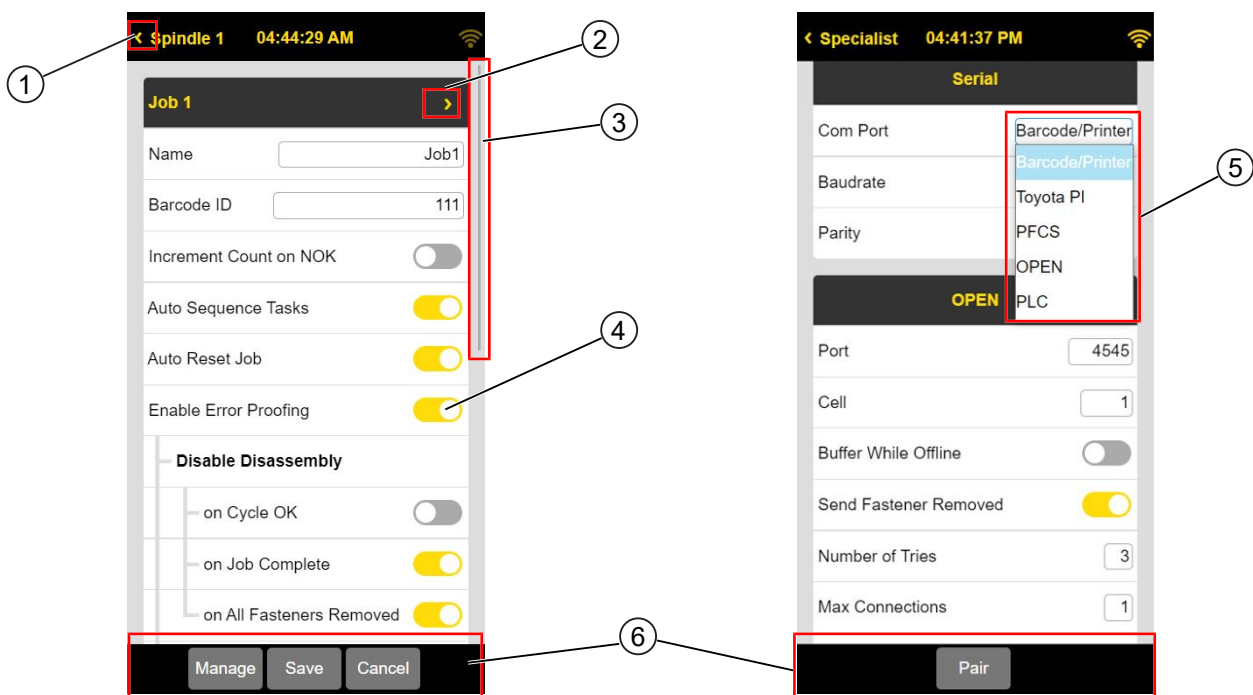 < Spindle 1 04:44:29 AM
Job 1 >
Name Job1
Barcode ID 111
Increment Count on NOK
Auto Sequence Tasks
Auto Reset Job
Enable Error Proofing
Disable Disassembly
on Cycle OK
on Job Complete
on All Fasteners Removed
Manage Save Cancel
1
2
3
4
< Specialist 04:41:37 PM
Serial
Com Port Barcode/Printer
Barcode/Printer
Baudrate
Toyota PI
Parity
PFCS
OPEN
PLC
OPEN
Port 4545
Cell 1
Buffer While Offline
Send Fastener Removed
Number of Tries 3
Max Connections 1
Pair
5
6